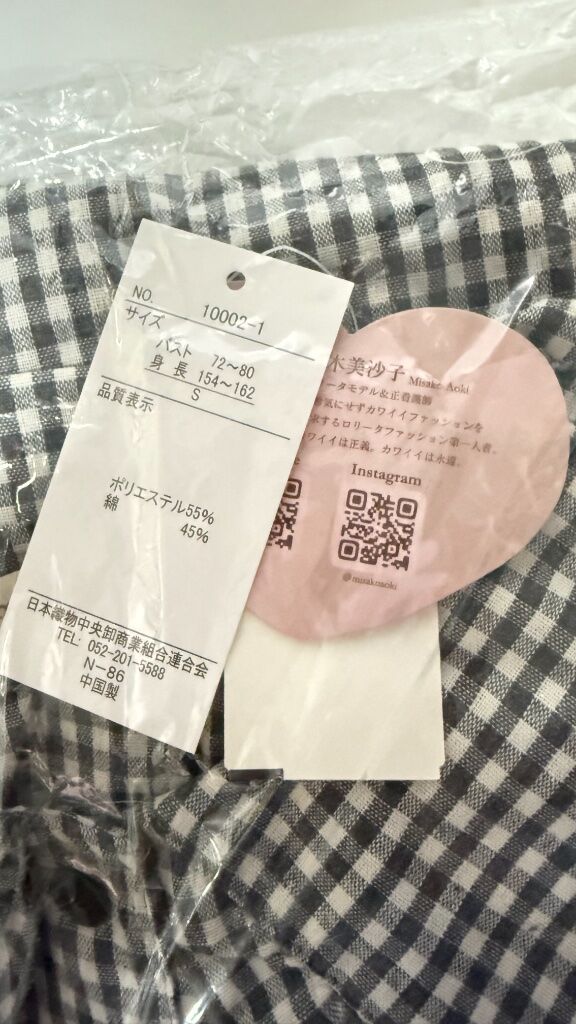 NO. 10002-1
サイズ
バスト 72～80
身長 154～162
S
品質表示
ポリエステル55%
綿 45%
日本織物中央卸商業組合連合会
TEL: 052-201-5588
N-86
中国製
木美沙子 Misako Aoki
ータモデル&正看護師
気にせずカワイイファッションを
求するロリータファッション第一人者。
ワイイは正義。カワイイは永遠。
Instagram
@misakoaoki